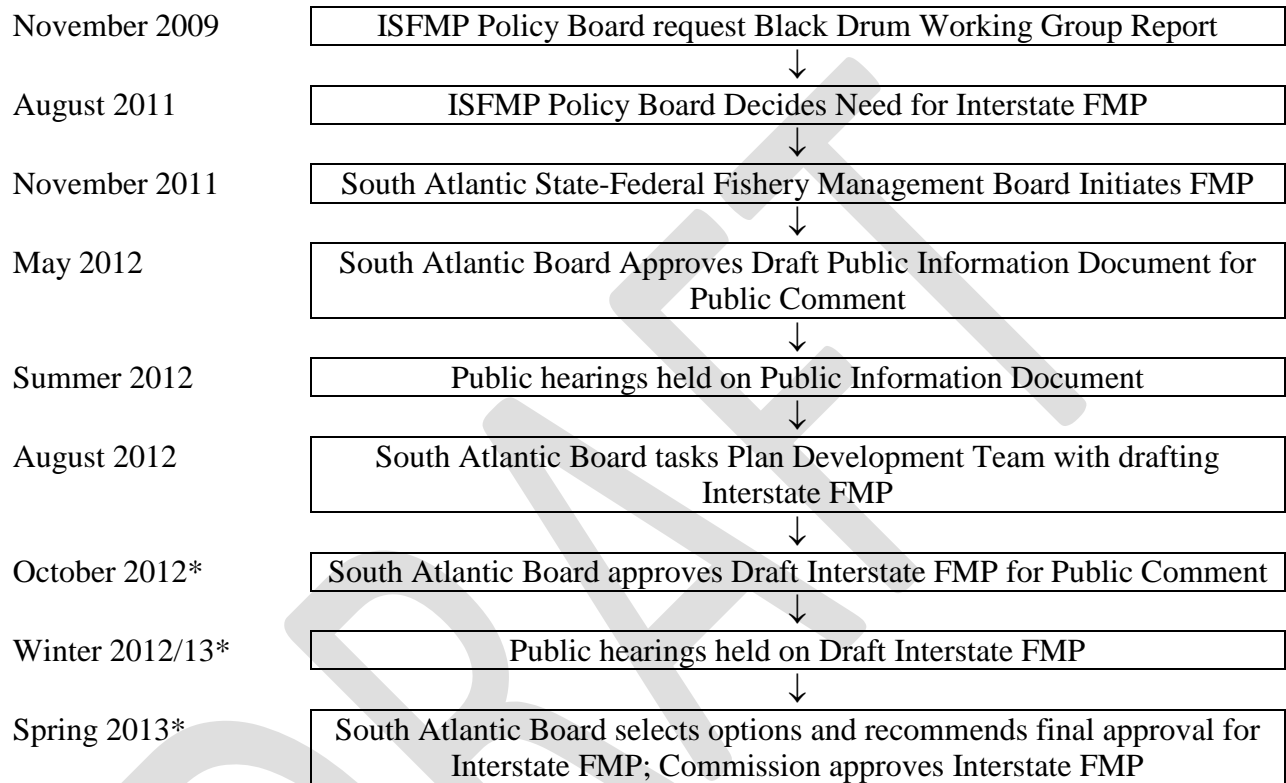 November 2009 ISFMP Policy Board request Black Drum Working Group Report
↓
August 2011 ISFMP Policy Board Decides Need for Interstate FMP
↓
November 2011 South Atlantic State-Federal Fishery Management Board Initiates FMP
↓
May 2012 South Atlantic Board Approves Draft Public Information Document for
Public Comment
↓
Summer 2012 Public hearings held on Public Information Document
↓
August 2012 South Atlantic Board tasks Plan Development Team with drafting
Interstate FMP
↓
October 2012* South Atlantic Board approves Draft Interstate FMP for Public Comment
↓
Winter 2012/13* Public hearings held on Draft Interstate FMP
↓
Spring 2013* South Atlantic Board selects options and recommends final approval for
Interstate FMP; Commission approves Interstate FMP
DRAFT